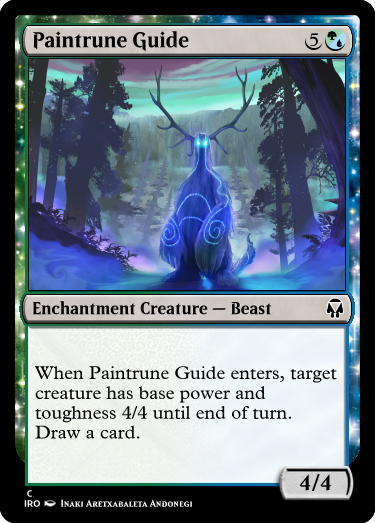 Paintrune Guide 5
Enchantment Creature — Beast
When Paintrune Guide enters, target
creature has base power and
toughness 4/4 until end of turn.
Draw a card.
4/4
C
IRO Inaki Aretxabaleta Andonegi